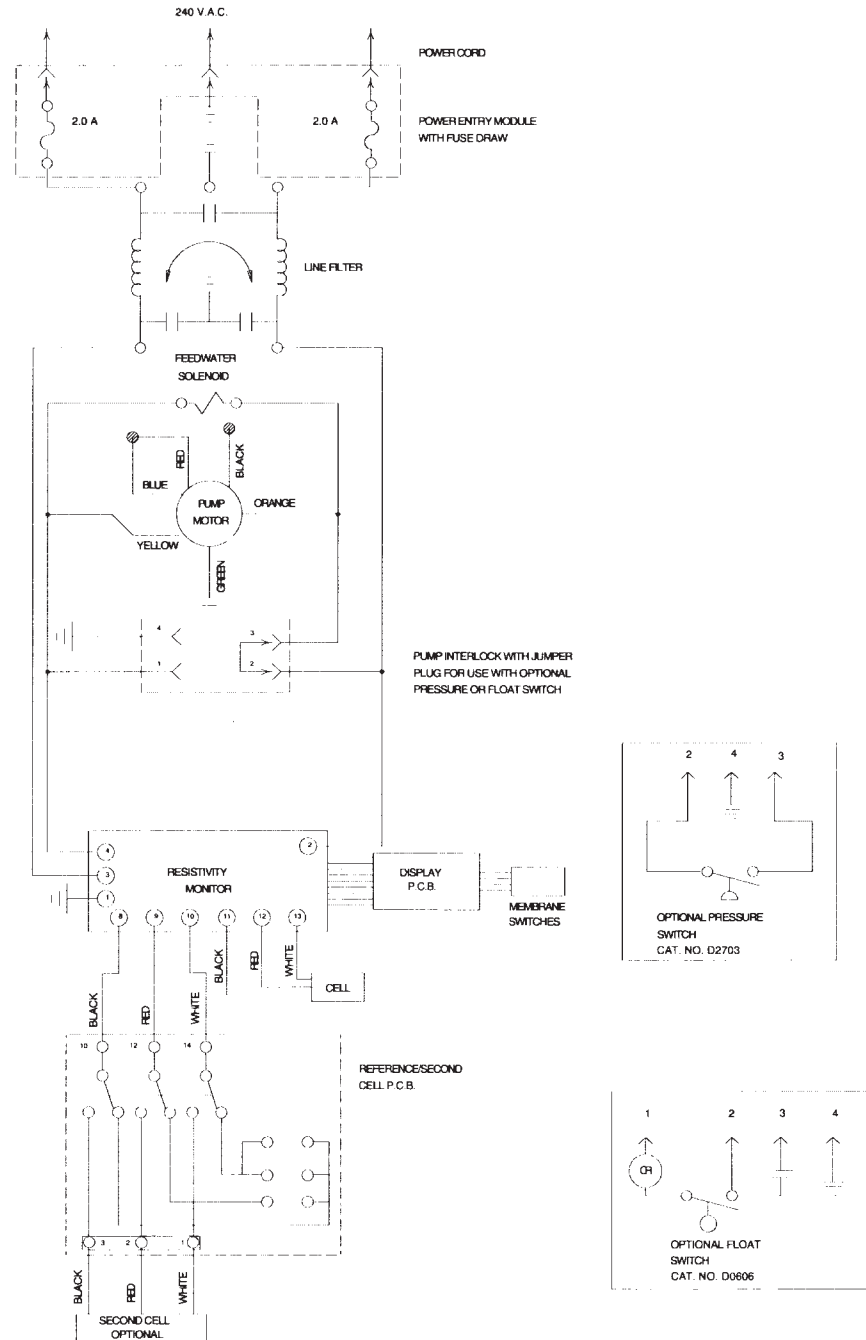 240 V.A.C.
POWER CORD
2.0 A
2.0 A
POWER ENTRY MODULE
WITH FUSE DRAW
LINE FILTER
FEEDWATER
SOLENOID
RED
BLACK
BLUE
PUMP
MOTOR
ORANGE
YELLOW
GREEN
4
3
1
2
PUMP INTERLOCK WITH JUMPER
PLUG FOR USE WITH OPTIONAL
PRESSURE OR FLOAT SWITCH
2
4
3
OPTIONAL PRESSURE
SWITCH
CAT. NO. D2703
4
2
3
RESISTIVITY
MONITOR
1
8
9
10
11
12
13
DISPLAY
P.C.B.
MEMBRANE
SWITCHES
BLACK
RED
WHITE
BLACK
RED
WHITE
CELL
10
12
14
REFERENCE/SECOND
CELL P.C.B.
1
2
3
4
CR
OPTIONAL FLOAT
SWITCH
CAT. NO. D0606
3
2
1
BLACK
RED
WHITE
SECOND CELL
OPTIONAL